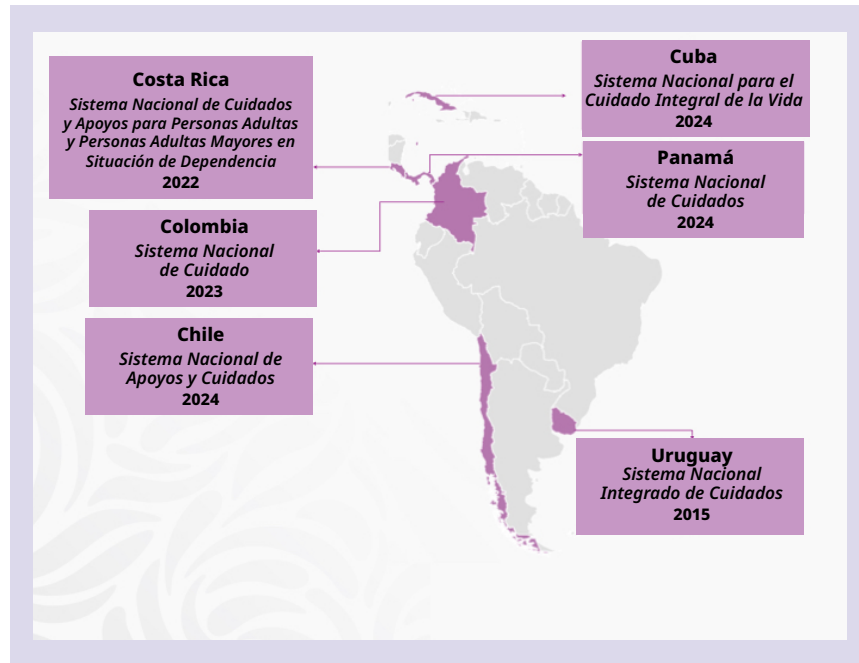 Costa Rica
Sistema Nacional de Cuidados
y Apoyos para Personas Adultas
y Personas Adultas Mayores en
Situación de Dependencia
2022
Colombia
Sistema Nacional
de Cuidado
2023
Chile
Sistema Nacional de
Apoyos y Cuidados
2024
Cuba
Sistema Nacional para el
Cuidado Integral de la Vida
2024
Panamá
Sistema Nacional
de Cuidados
2024
Uruguay
Sistema Nacional
Integrado de Cuidados
2015